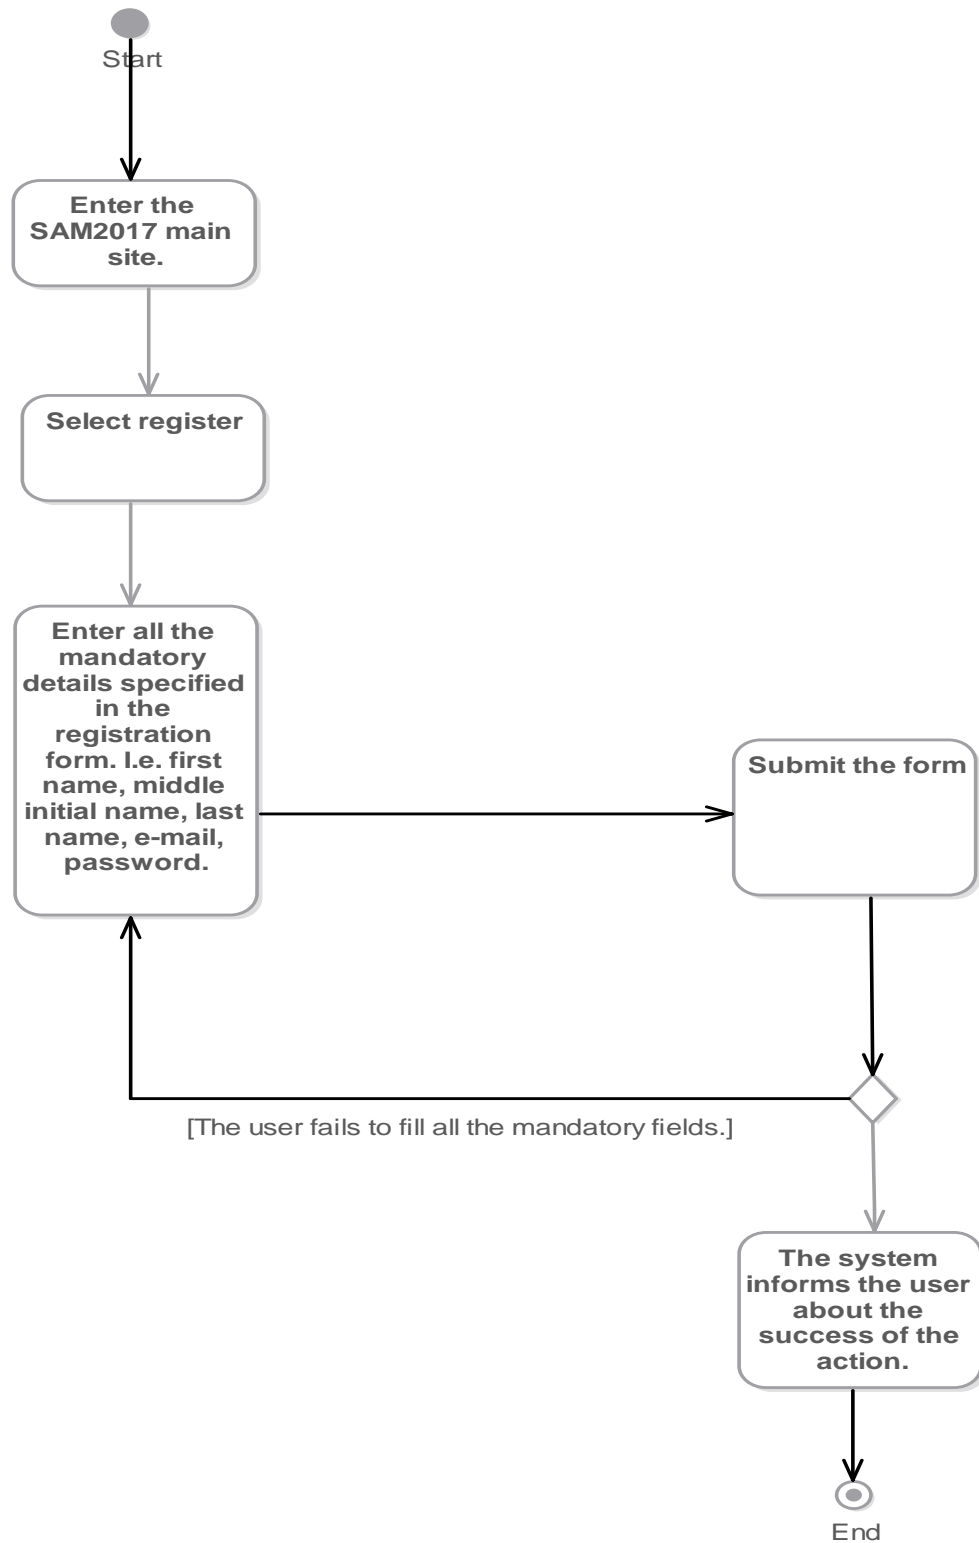 Start
Enter the
SAM2017 main
site.
Select register
Enter all the
mandatory
details specified
in the
registration
form. I.e. first
name, middle
initial name, last
name, e-mail,
password.
Submit the form
[The user fails to fill all the mandatory fields.]
The system
informs the user
about the
success of the
action.
End